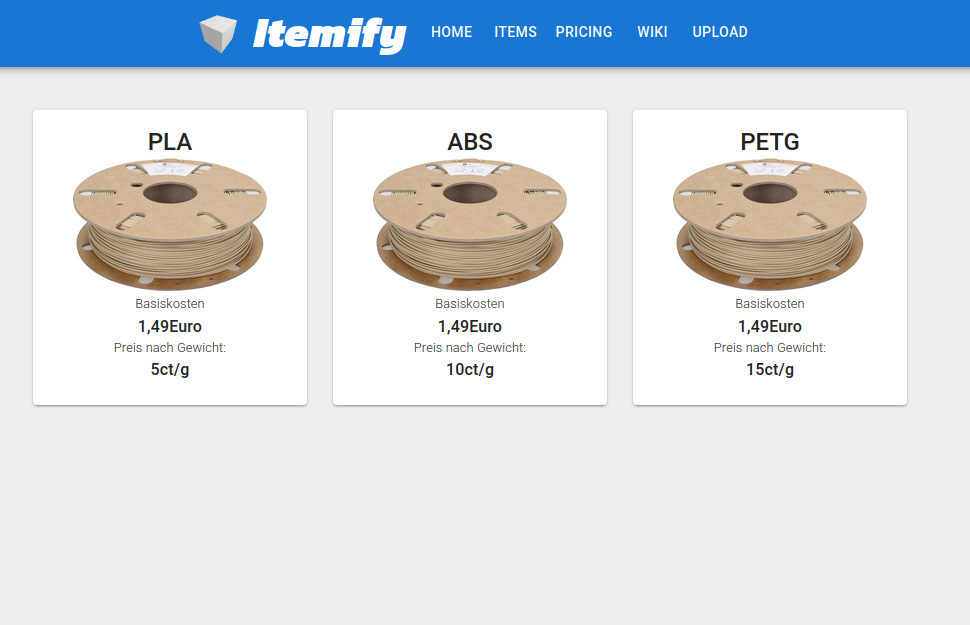 Itemify HOME ITEMS PRICING WIKI UPLOAD
PLA
Basiskosten
1,49Euro
Preis nach Gewicht:
5ct/g
ABS
Basiskosten
1,49Euro
Preis nach Gewicht:
10ct/g
PETG
Basiskosten
1,49Euro
Preis nach Gewicht:
15ct/g